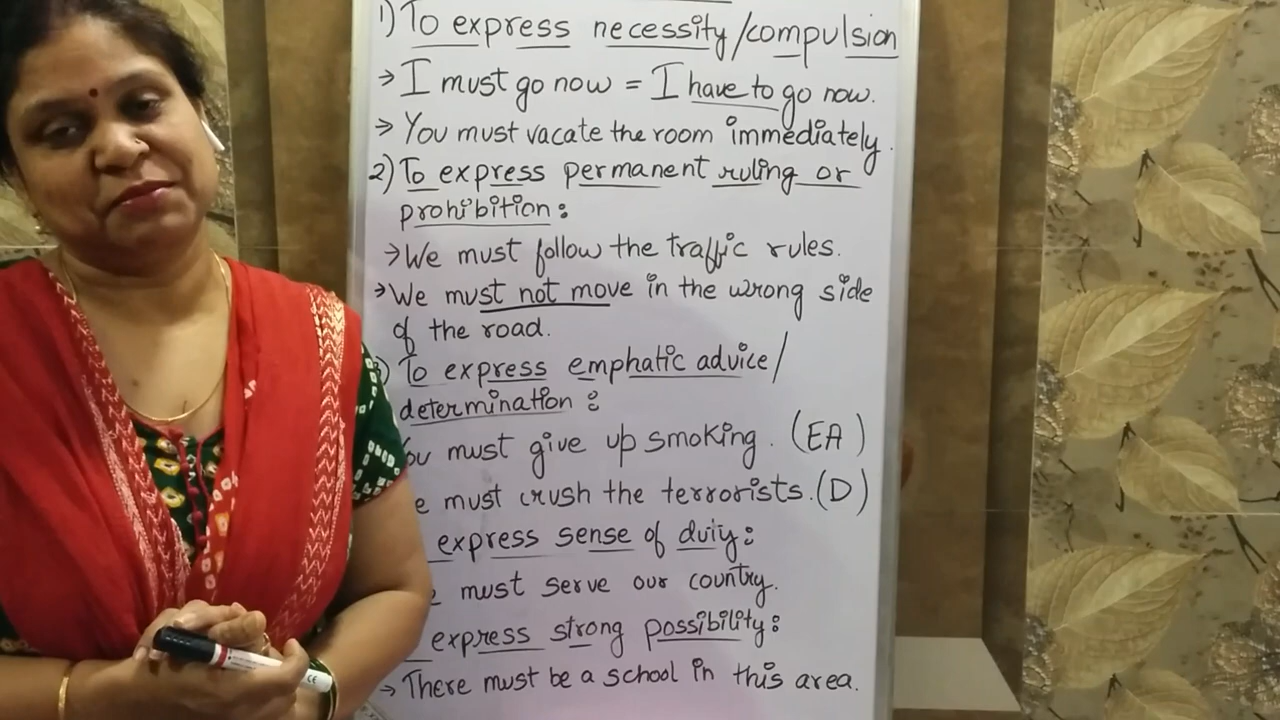 1) To express necessity/compulsion
→ I must go now = I have to go now.
→ You must vacate the room immediately.
2) To express permanent ruling or
prohibition:
→ We must follow the traffic rules.
→ We must not move in the wrong side
of the road.
) To express emphatic advice/
determination:
ou must give up smoking. (EA)
e must crush the terrorists. (D)
express sense of duty:
must serve our country.
express strong possibility:
→ There must be a school in this area.
CE